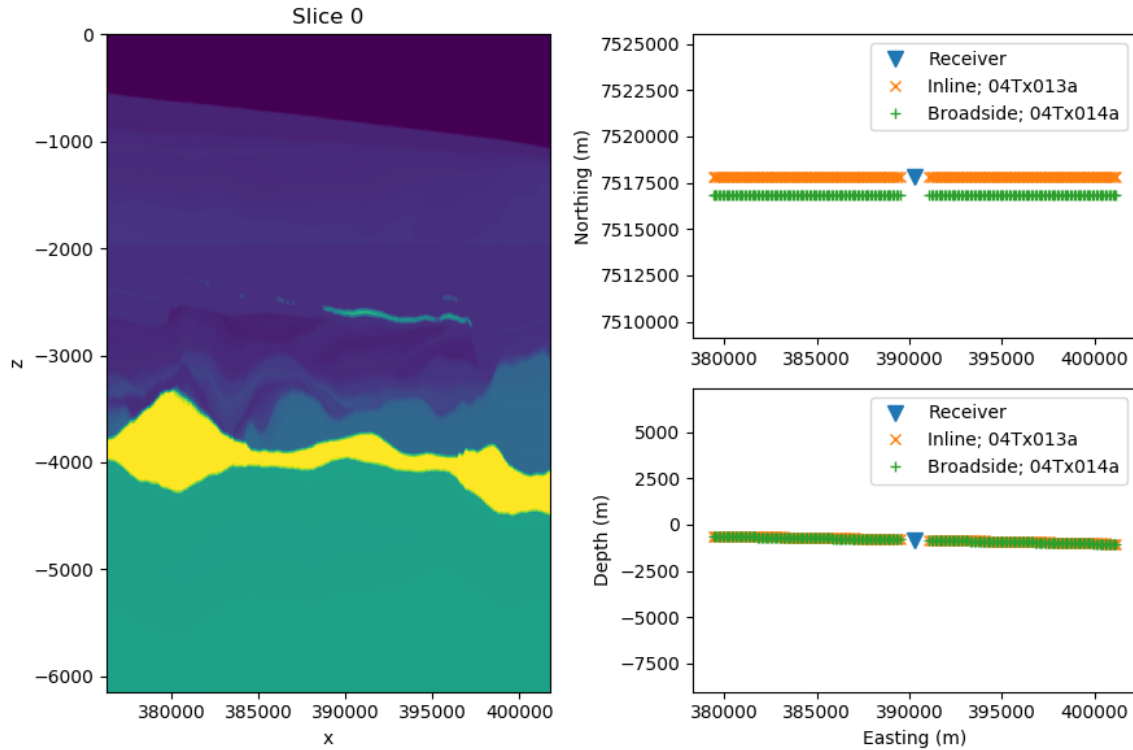 Slice 0
0
−1000
−2000
−3000
−4000
−5000
−6000
z
380000 385000 390000 395000 400000
x
7525000
7522500
7520000
7517500
7515000
7512500
7510000
Northing (m)
Receiver
Inline; 04Tx013a
Broadside; 04Tx014a
380000 385000 390000 395000 400000
5000
2500
0
−2500
−5000
−7500
Depth (m)
Receiver
Inline; 04Tx013a
Broadside; 04Tx014a
380000 385000 390000 395000 400000
Easting (m)